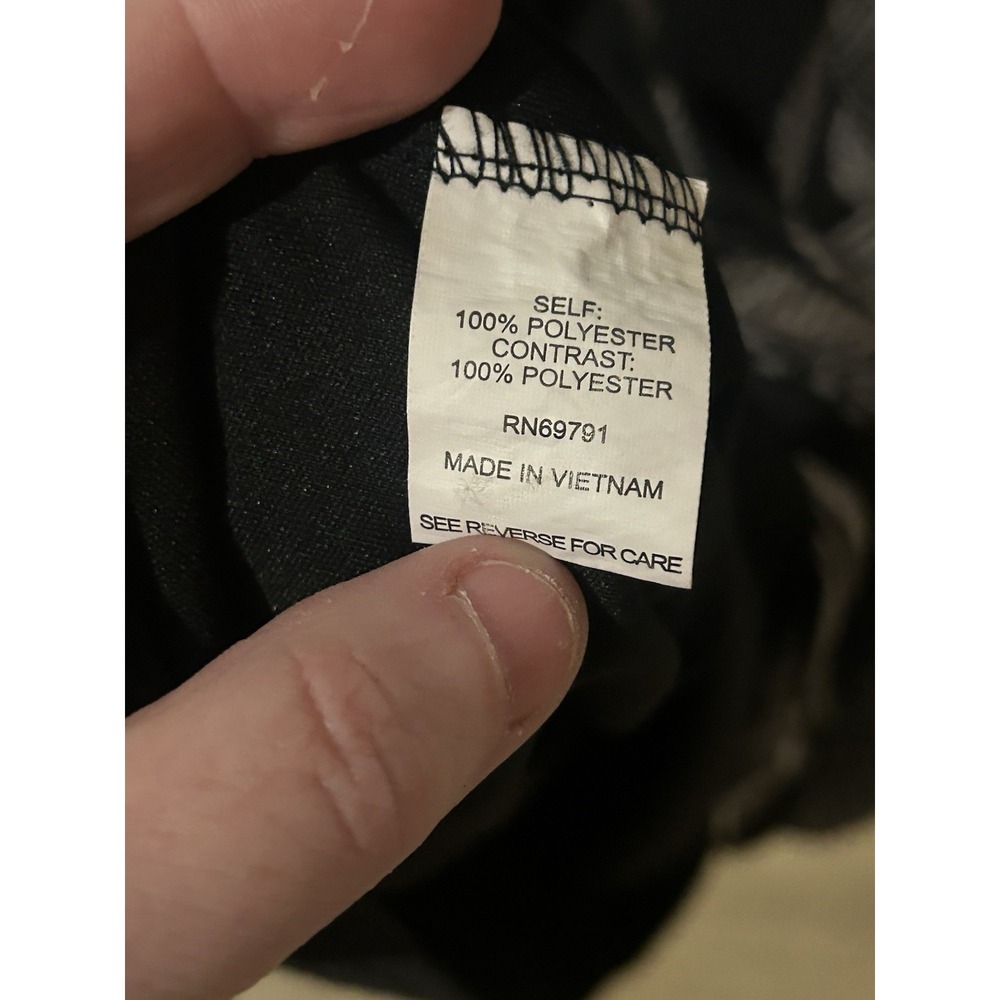 SELF:
100% POLYESTER
CONTRAST:
100% POLYESTER
RN69791
MADE IN VIETNAM
SEE REVERSE FOR CARE